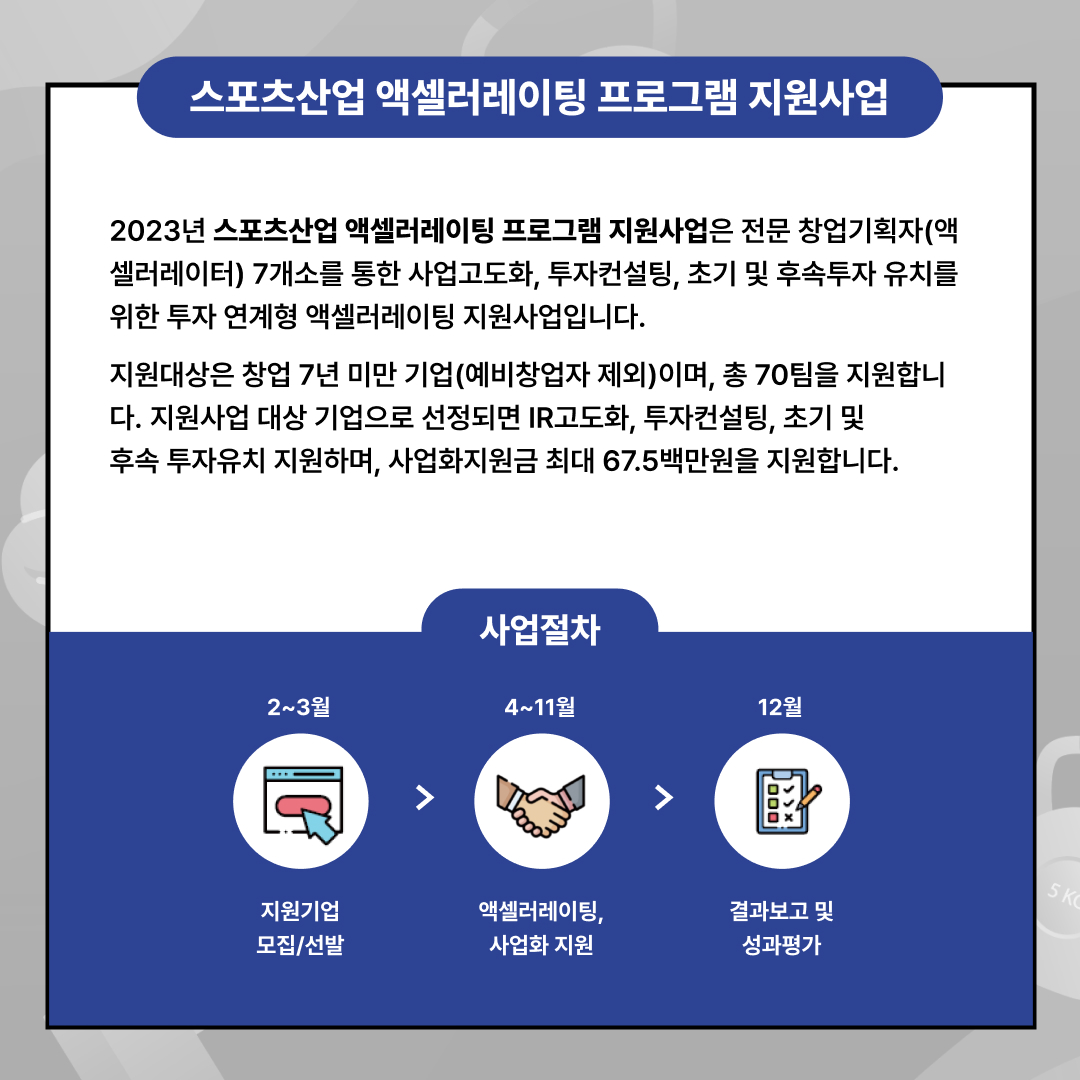 스포츠산업 액셀러레이팅 프로그램 지원사업
2023년 스포츠산업 액셀러레이팅 프로그램 지원사업은 전문 창업기획자(액
셀러레이터) 7개소를 통한 사업고도화, 투자컨설팅, 초기 및 후속투자 유치를
위한 투자 연계형 액셀러레이팅 지원사업입니다.
지원대상은 창업 7년 미만 기업(예비창업자 제외)이며, 총 70팀을 지원합니
다. 지원사업 대상 기업으로 선정되면 IR고도화, 투자컨설팅, 초기 및
후속 투자유치 지원하며, 사업화지원금 최대 67.5백만원을 지원합니다.
사업절차
2~3월
4~11월
12월
>
>
지원기업
모집/선발
액셀러레이팅,
사업화 지원
결과보고 및
성과평가
5 KG